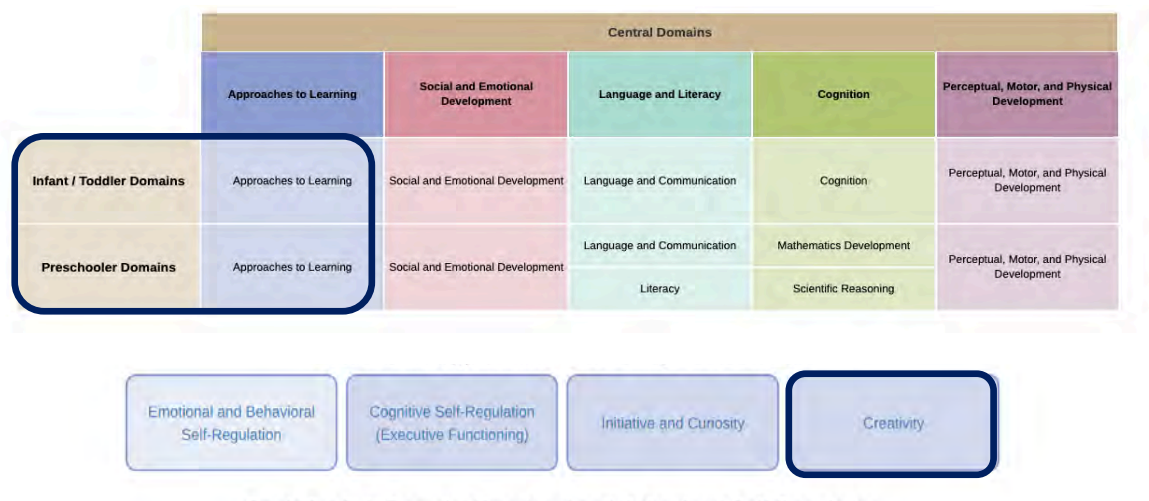 Central Domains
Approaches to Learning
Social and Emotional
Development
Language and Literacy
Cognition
Perceptual, Motor, and Physical
Development
Infant / Toddler Domains
Approaches to Learning
Social and Emotional Development
Language and Communication
Cognition
Perceptual, Motor, and Physical
Development
Preschooler Domains
Approaches to Learning
Social and Emotional Development
Language and Communication
Literacy
Mathematics Development
Scientific Reasoning
Perceptual, Motor, and Physical
Development
Emotional and Behavioral
Self-Regulation
Cognitive Self-Regulation
(Executive Functioning)
Initiative and Curiosity
Creativity